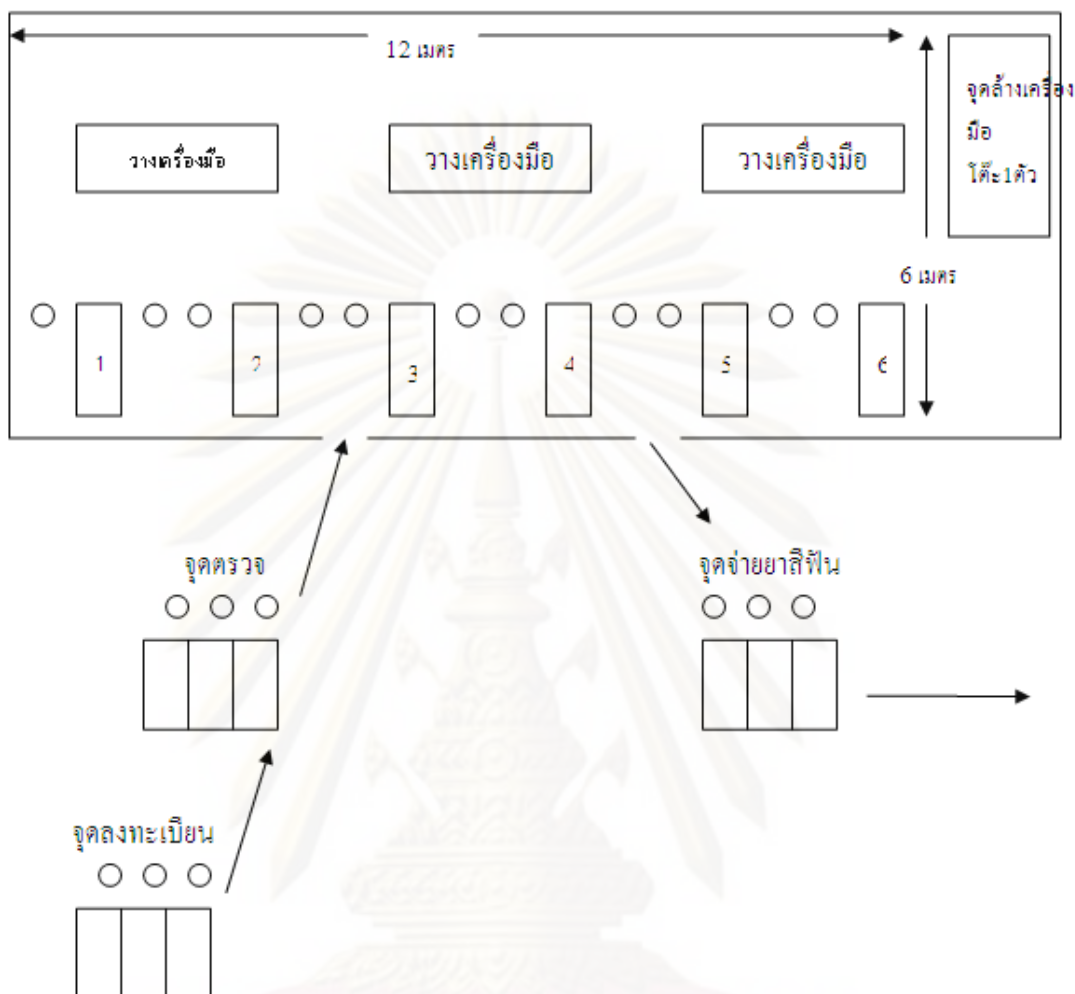 12 เมตร
จุดล้างเครื่อง
มือ
โต๊ะ1ตัว
วางเครื่องมือ
วางเครื่องมือ
วางเครื่องมือ
6 เมตร
1
2
3
4
5
6
จุดตรวจ
จุดจ่ายยาสีฟัน
จุดลงทะเบียน